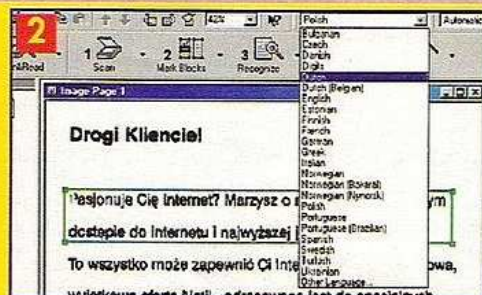 2
42%
Polish
Automatic
&Read
1
Scan
2
Mark Blocks
3
Recognize
Image Page 1
Bulgarian
Czech
Danish
Digits
Dutch
Dutch (Belgian)
English
Estonian
Finnish
French
German
Greek
Italian
Norwegian
Norwegian (Bokmal)
Norwegian (Nynorsk)
Polish
Portuguese
Portuguese (Brazilian)
Spanish
Swedish
Turkish
Ukrainian
Other Language...
Drogi Kliencie!
Pasjonuje Cię Internet? Marzysz o
dostępie do Internetu i najwyższej
To wszystko może zapewnić Ci